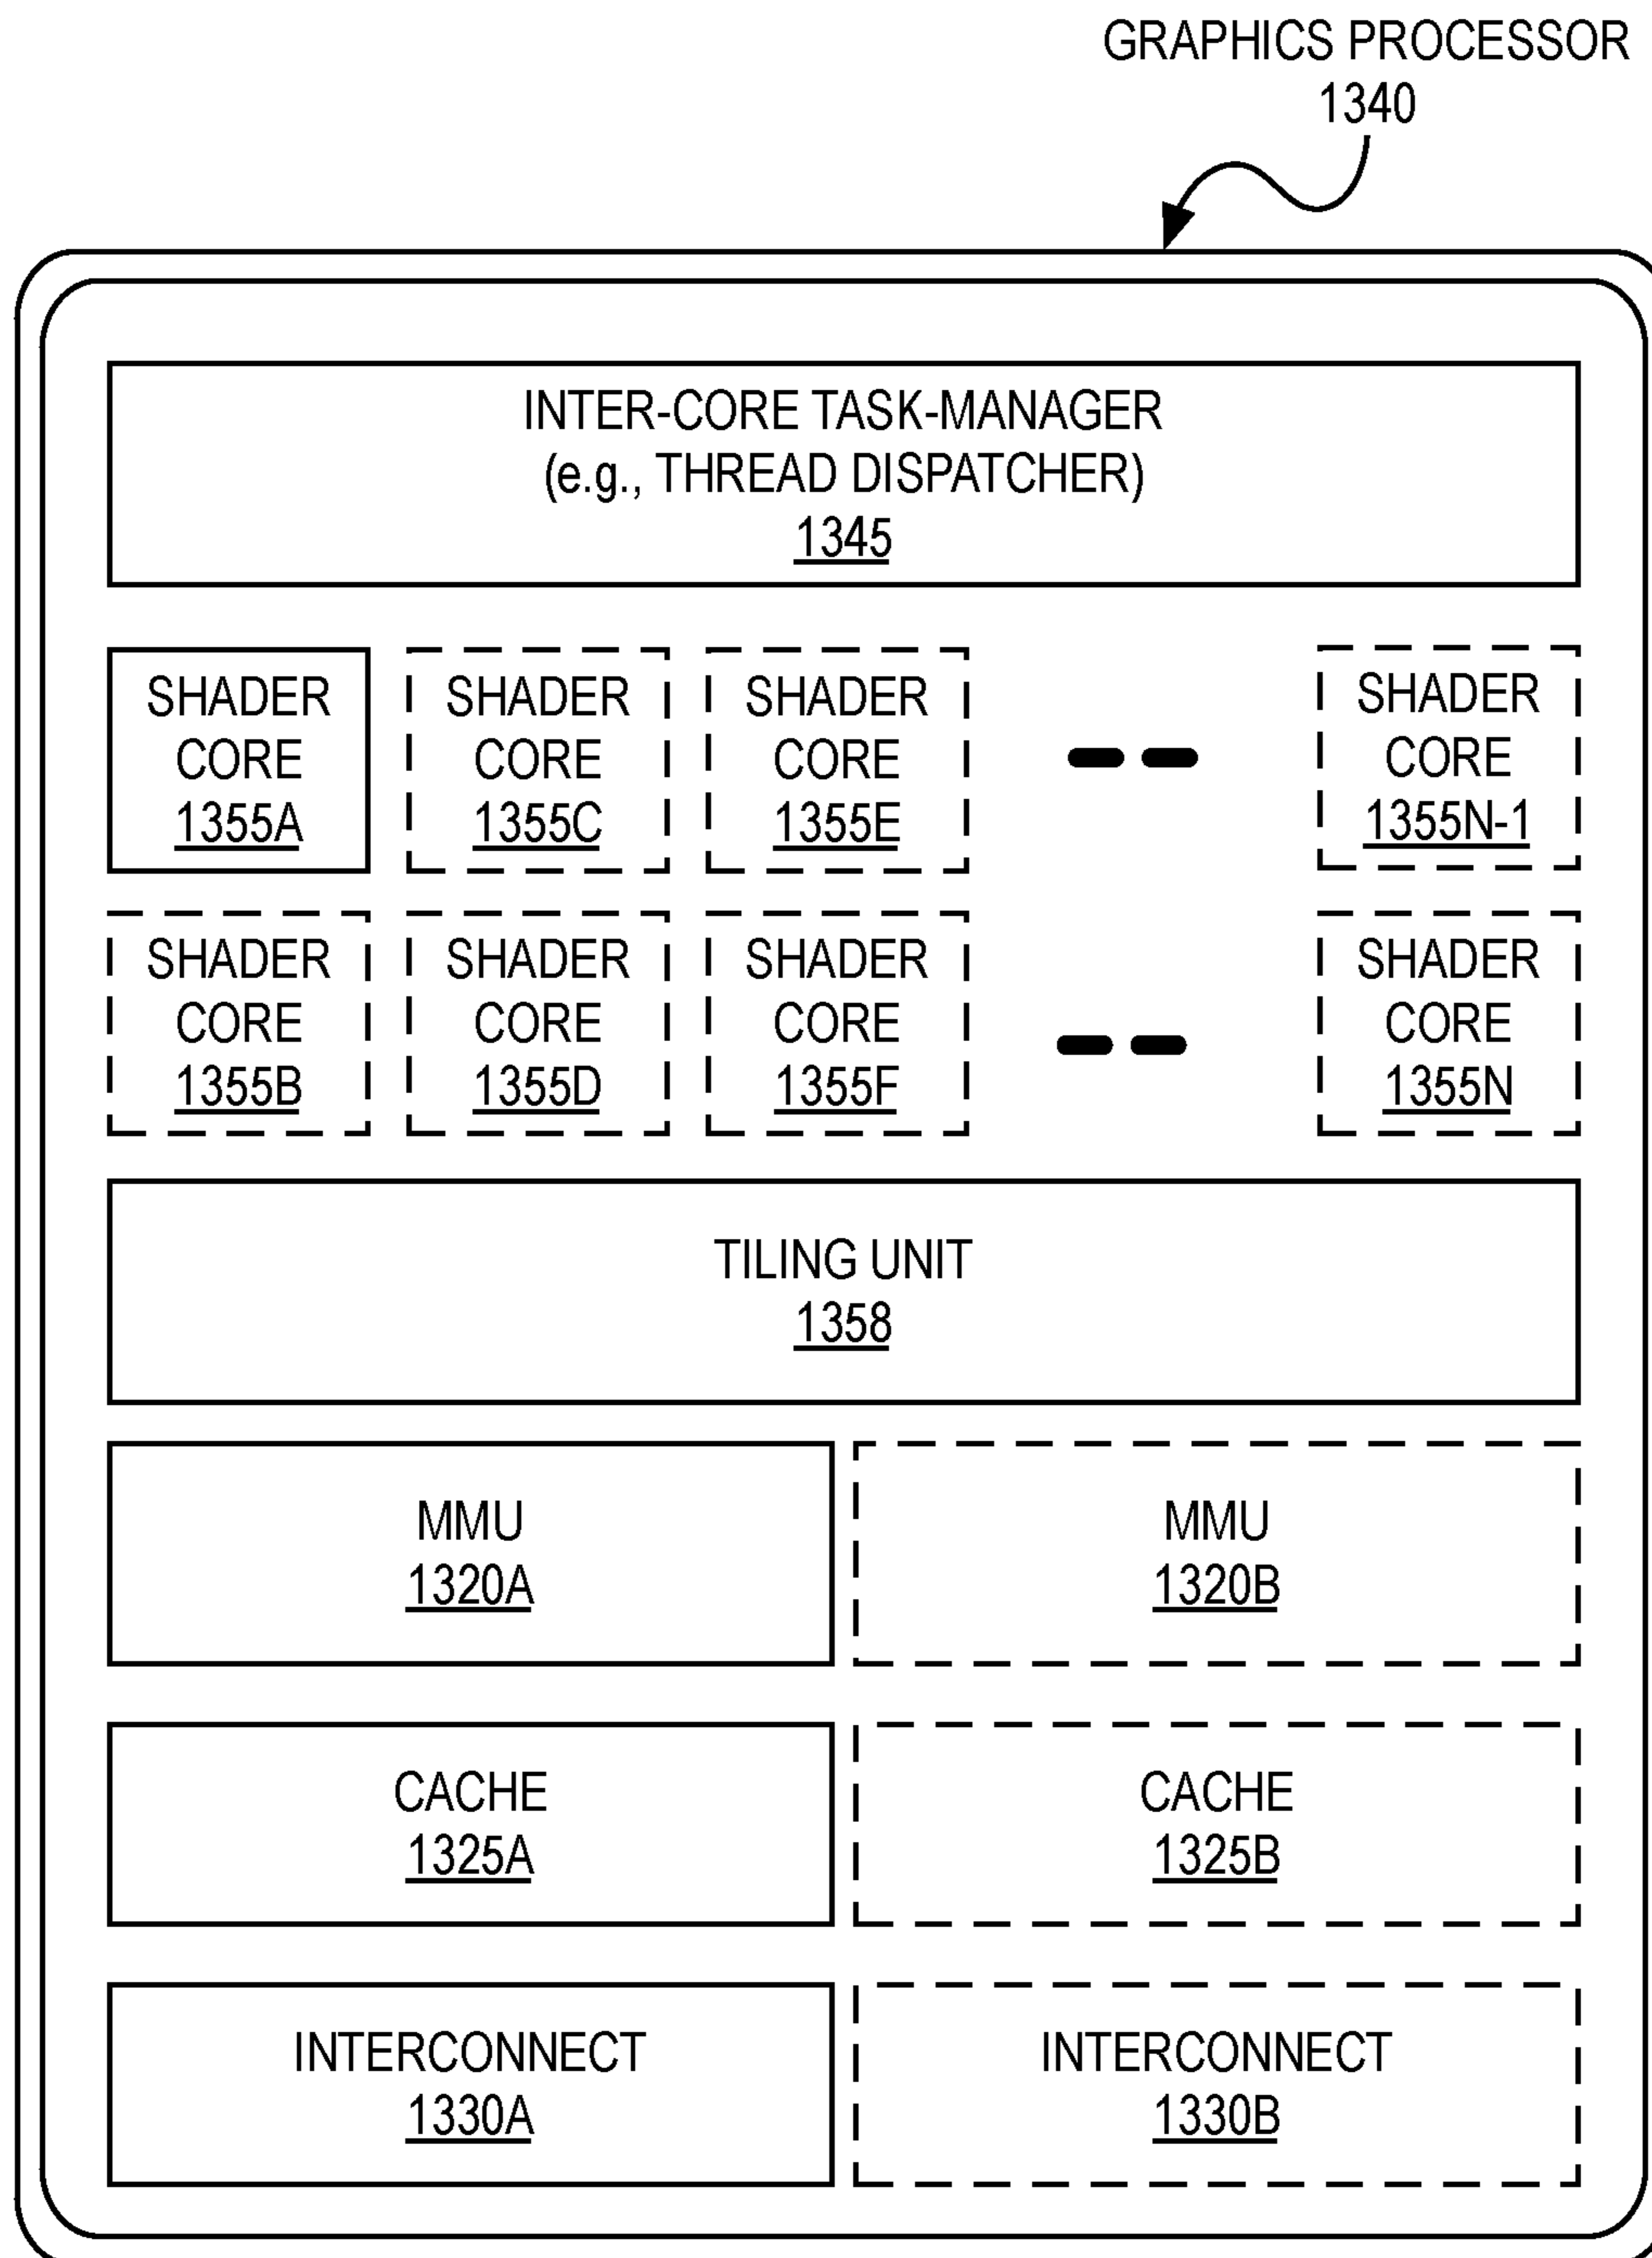 GRAPHICS PROCESSOR
1340
INTER-CORE TASK-MANAGER
(e.g., THREAD DISPATCHER)
1345
SHADER
CORE
1355A
SHADER
CORE
1355C
SHADER
CORE
1355E
SHADER
CORE
1355N-1
SHADER
CORE
1355B
SHADER
CORE
1355D
SHADER
CORE
1355F
SHADER
CORE
1355N
TILING UNIT
1358
MMU
1320A
MMU
1320B
CACHE
1325A
CACHE
1325B
INTERCONNECT
1330A
INTERCONNECT
1330B